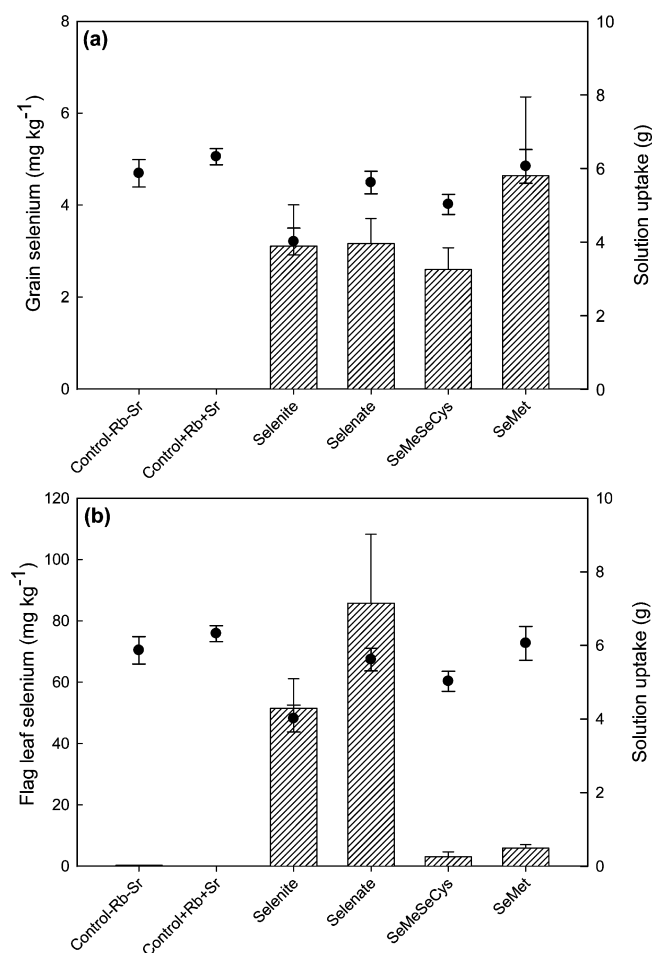 (a)
Grain selenium (mg kg⁻¹)
Solution uptake (g)
8
6
4
2
0
10
8
6
4
2
0
Control-Rb-Sr
Control+Rb+Sr
Selenite
Selenate
SeMeSeCys
SeMet
(b)
Flag leaf selenium (mg kg⁻¹)
Solution uptake (g)
120
100
80
60
40
20
0
10
8
6
4
2
0
Control-Rb-Sr
Control+Rb+Sr
Selenite
Selenate
SeMeSeCys
SeMet